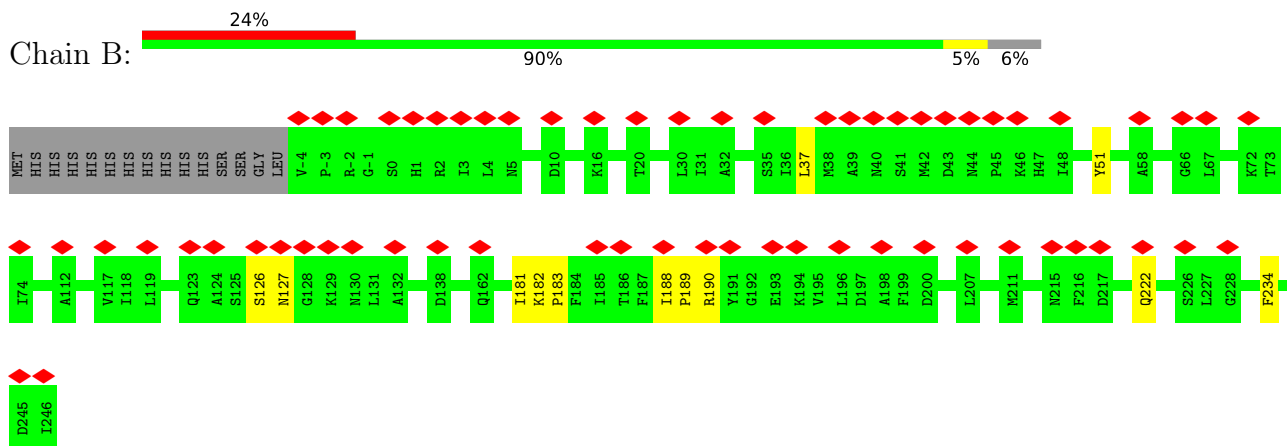 24%
Chain B:
90% 5% 6%
MET HIS HIS HIS HIS HIS HIS HIS HIS HIS HIS SER SER GLY LEU V-4 P-3 R-2 G-1 S0 H1 R2 I3 L4 N5 D10 K16 T20 L30 I31 A32 S35 I36 L37 M38 A39 N40 S41 M42 D43 N44 P45 K46 H47 I48 Y51 A58 G66 L67 K72 T73
I74 A112 V117 I118 L119 Q123 A124 S125 S126 N127 G128 K129 N130 L131 A132 D138 Q162 I181 K182 P183 F184 I185 T186 F187 I188 P189 R190 Y191 G192 E193 K194 V195 L196 D197 A198 F199 D200 L207 M211 N215 F216 D217 Q222 S226 L227 G228 F234
D245 I246